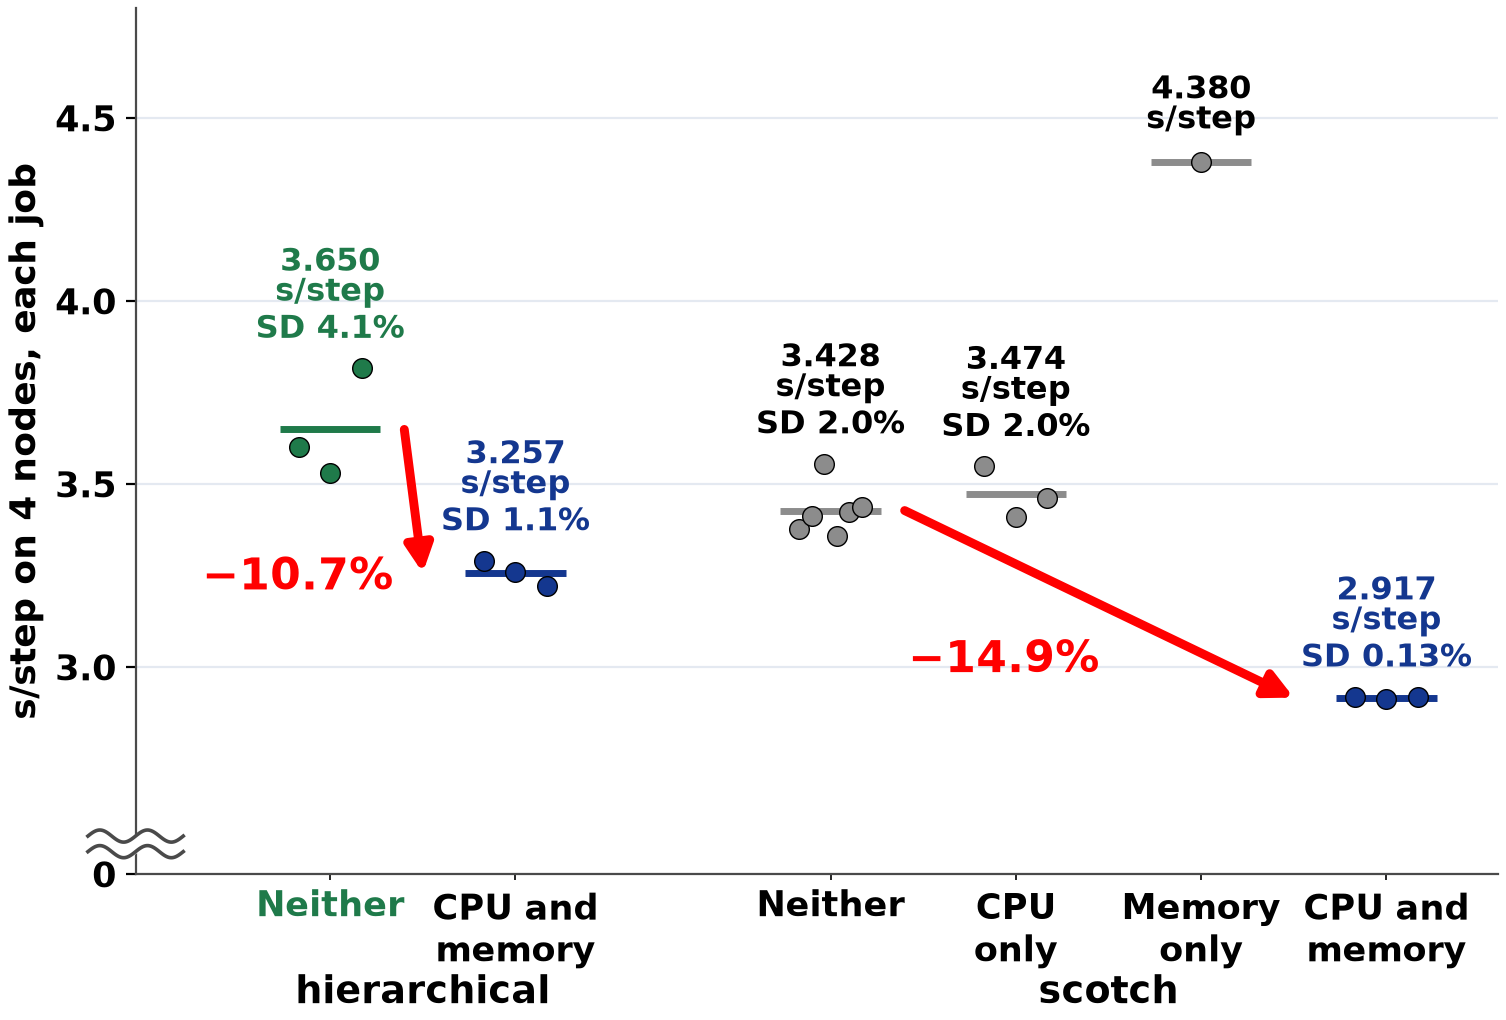 s/step on 4 nodes, each job
4.5
4.0
3.5
3.0
0
3.650
s/step
SD 4.1%
−10.7%
3.257
s/step
SD 1.1%
3.428
s/step
SD 2.0%
3.474
s/step
SD 2.0%
−14.9%
4.380
s/step
2.917
s/step
SD 0.13%
Neither
CPU and
memory
Neither
CPU
only
Memory
only
CPU and
memory
hierarchical
scotch